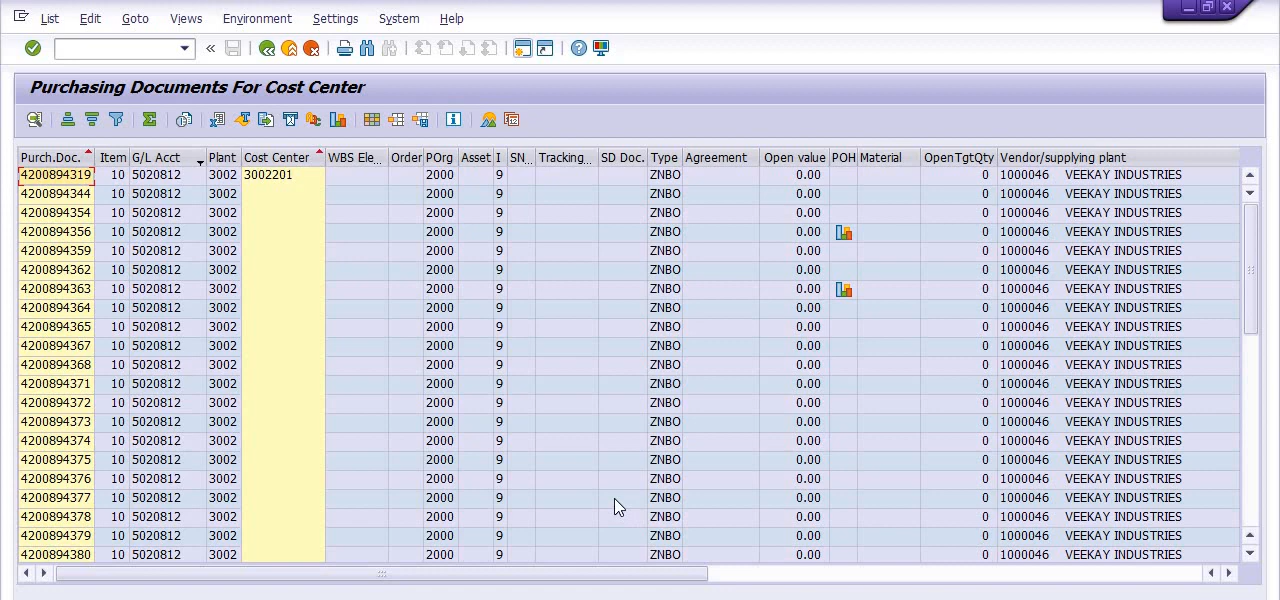 List Edit Goto Views Environment Settings System Help
Purchasing Documents For Cost Center
Purch.Doc. Item G/L Acct Plant Cost Center WBS Ele... Order POrg Asset I SN... Tracking... SD Doc. Type Agreement Open value POH Material OpenTgtQty Vendor/supplying plant
4200894319 10 5020812 3002 3002201 2000 9 ZNBO 0.00 0 1000046 VEEKAY INDUSTRIES
4200894344 10 5020812 3002 2000 9 ZNBO 0.00 0 1000046 VEEKAY INDUSTRIES
4200894354 10 5020812 3002 2000 9 ZNBO 0.00 0 1000046 VEEKAY INDUSTRIES
4200894356 10 5020812 3002 2000 9 ZNBO 0.00 0 1000046 VEEKAY INDUSTRIES
4200894359 10 5020812 3002 2000 9 ZNBO 0.00 0 1000046 VEEKAY INDUSTRIES
4200894362 10 5020812 3002 2000 9 ZNBO 0.00 0 1000046 VEEKAY INDUSTRIES
4200894363 10 5020812 3002 2000 9 ZNBO 0.00 0 1000046 VEEKAY INDUSTRIES
4200894364 10 5020812 3002 2000 9 ZNBO 0.00 0 1000046 VEEKAY INDUSTRIES
4200894365 10 5020812 3002 2000 9 ZNBO 0.00 0 1000046 VEEKAY INDUSTRIES
4200894367 10 5020812 3002 2000 9 ZNBO 0.00 0 1000046 VEEKAY INDUSTRIES
4200894368 10 5020812 3002 2000 9 ZNBO 0.00 0 1000046 VEEKAY INDUSTRIES
4200894371 10 5020812 3002 2000 9 ZNBO 0.00 0 1000046 VEEKAY INDUSTRIES
4200894372 10 5020812 3002 2000 9 ZNBO 0.00 0 1000046 VEEKAY INDUSTRIES
4200894373 10 5020812 3002 2000 9 ZNBO 0.00 0 1000046 VEEKAY INDUSTRIES
4200894374 10 5020812 3002 2000 9 ZNBO 0.00 0 1000046 VEEKAY INDUSTRIES
4200894375 10 5020812 3002 2000 9 ZNBO 0.00 0 1000046 VEEKAY INDUSTRIES
4200894376 10 5020812 3002 2000 9 ZNBO 0.00 0 1000046 VEEKAY INDUSTRIES
4200894377 10 5020812 3002 2000 9 ZNBO 0.00 0 1000046 VEEKAY INDUSTRIES
4200894378 10 5020812 3002 2000 9 ZNBO 0.00 0 1000046 VEEKAY INDUSTRIES
4200894379 10 5020812 3002 2000 9 ZNBO 0.00 0 1000046 VEEKAY INDUSTRIES
4200894380 10 5020812 3002 2000 9 ZNBO 0.00 0 1000046 VEEKAY INDUSTRIES